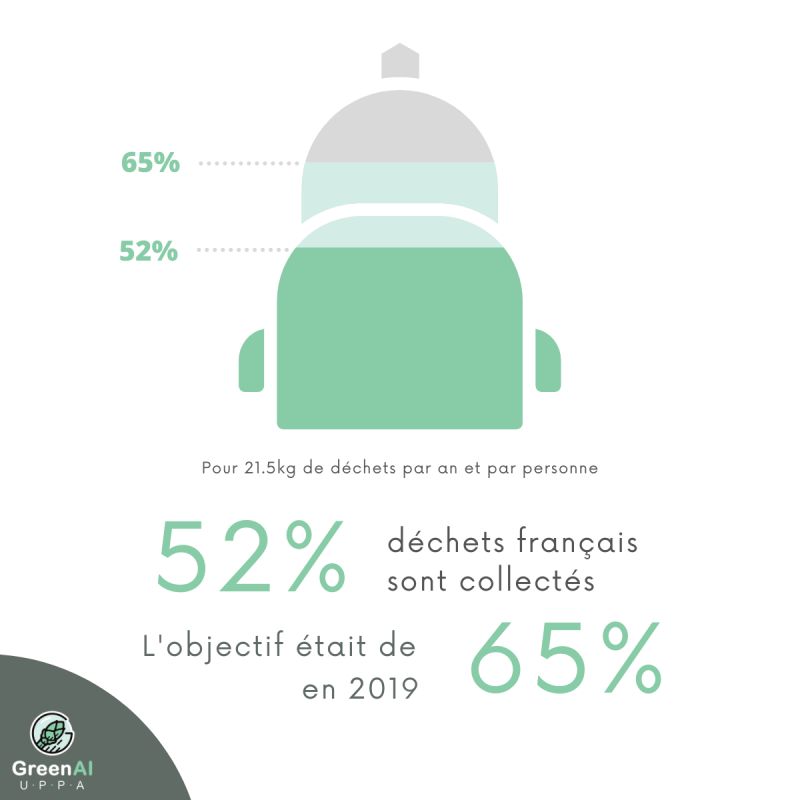 65%
52%
Pour 21.5kg de déchets par an et par personne
52%
déchets français
sont collectés
L'objectif était de
en 2019
65%
GreenAI
U·P·P·A